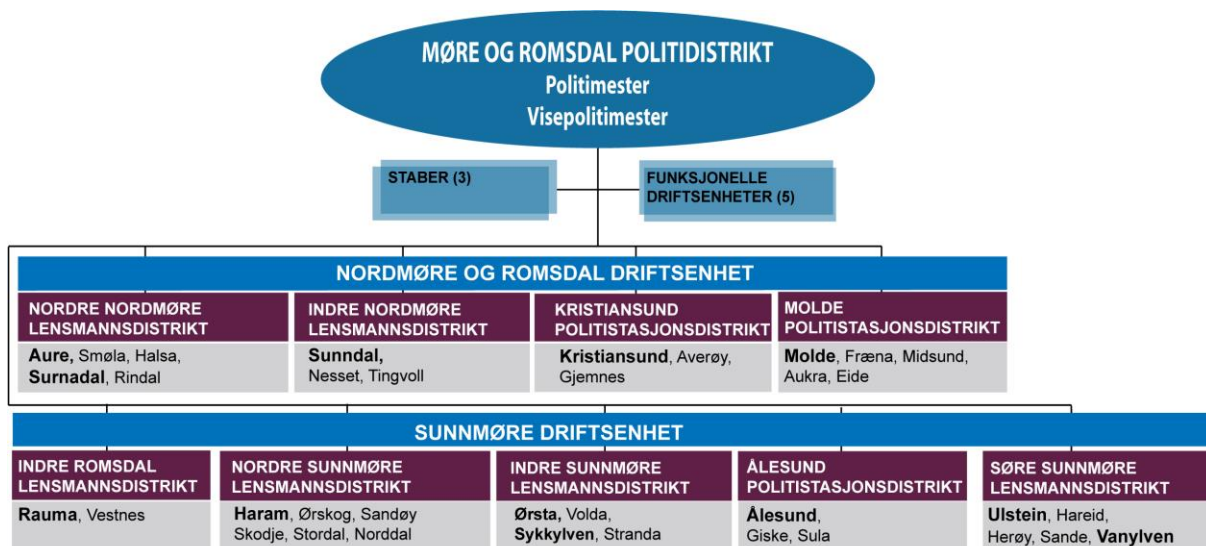 MØRE OG ROMSDAL POLITIDISTRIKT
Politimester
Visepolitimester
STABER (3)
FUNKSJONELLE
DRIFTSENHETER (5)
NORDMØRE OG ROMSDAL DRIFTSENHET
NORDRE NORDMØRE
LENSMANNSDISTRIKT
Aure, Smøla, Halsa,
Surnadal, Rindal
INDRE NORDMØRE
LENSMANNSDISTRIKT
Sunndal,
Nesset, Tingvoll
KRISTIANSUND
POLITISTASJONSDISTRIKT
Kristiansund, Averøy,
Gjemnes
MOLDE
POLITISTASJONSDISTRIKT
Molde, Fræna, Midsund,
Aukra, Eide
SUNNMØRE DRIFTSENHET
INDRE ROMSDAL
LENSMANNSDISTRIKT
Rauma, Vestnes
NORDRE SUNNMØRE
LENSMANNSDISTRIKT
Haram, Ørskog, Sandøy
Skodje, Stordal, Norddal
INDRE SUNNMØRE
LENSMANNSDISTRIKT
Ørsta, Volda,
Sykkylven, Stranda
ÅLESUND
POLITISTASJONSDISTRIKT
Ålesund,
Giske, Sula
SØRE SUNNMØRE
LENSMANNSDISTRIKT
Ulstein, Hareid,
Herøy, Sande, Vanylven